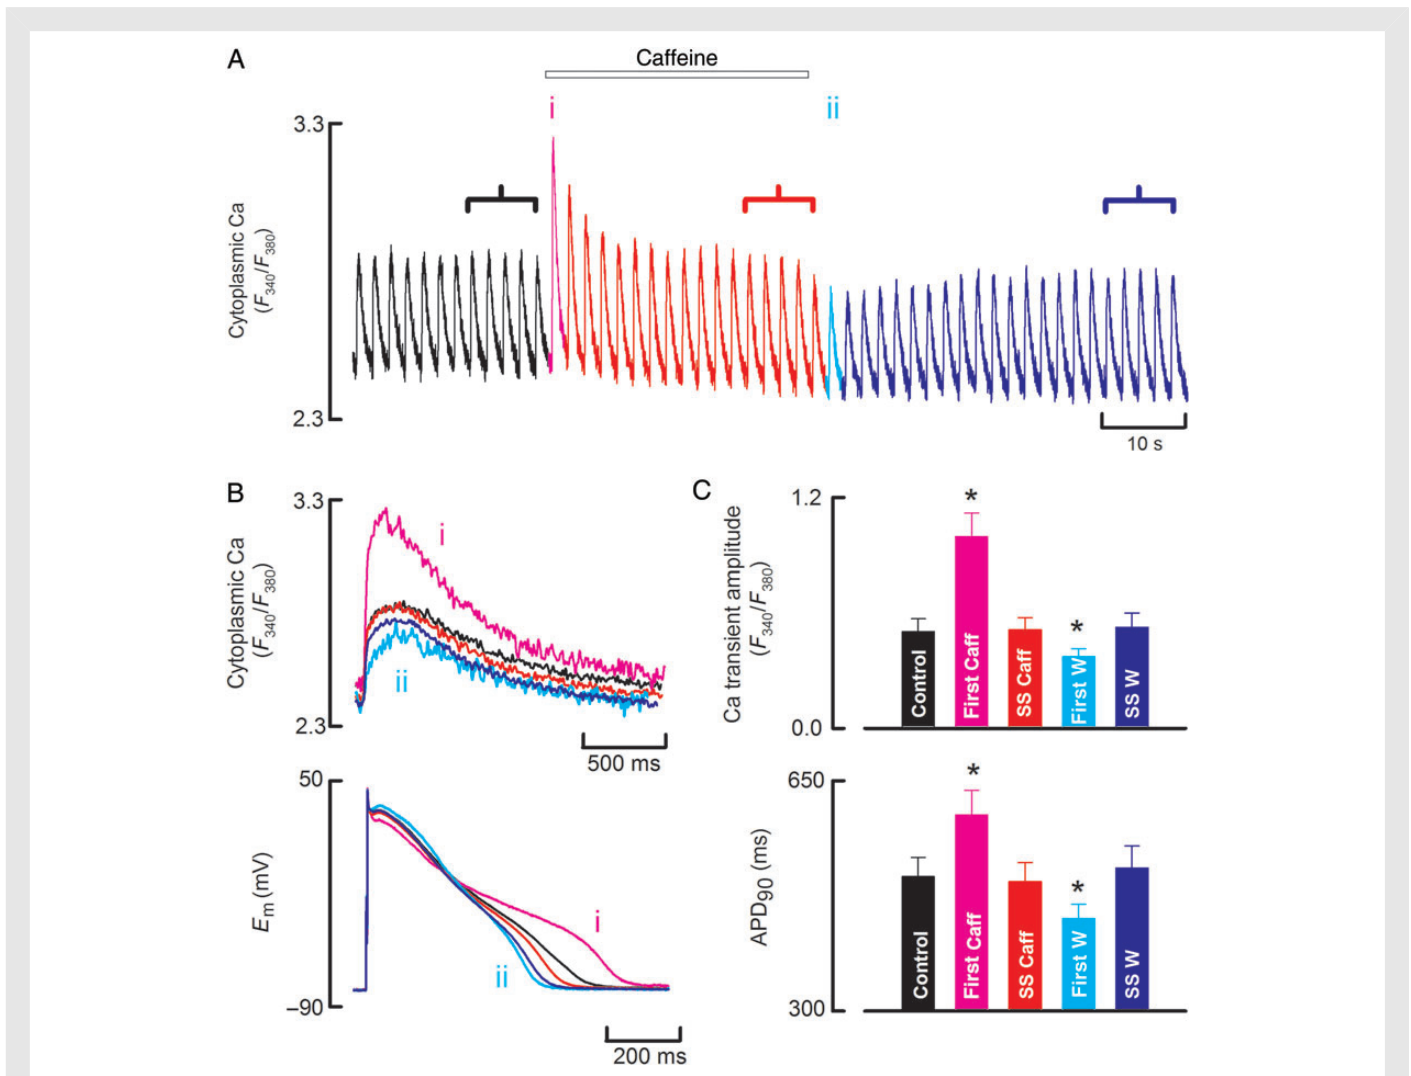 A
Caffeine
i
ii
3.3
Cytoplasmic Ca
(F340/F380)
2.3
10 s
B
3.3
i
Cytoplasmic Ca
(F340/F380)
ii
2.3
500 ms
50
Em (mV)
i
ii
–90
200 ms
C
1.2
*
Ca transient amplitude
(F340/F380)
*
Control
First Caff
SS Caff
First W
SS W
0.0
650
*
APD90 (ms)
*
Control
First Caff
SS Caff
First W
SS W
300